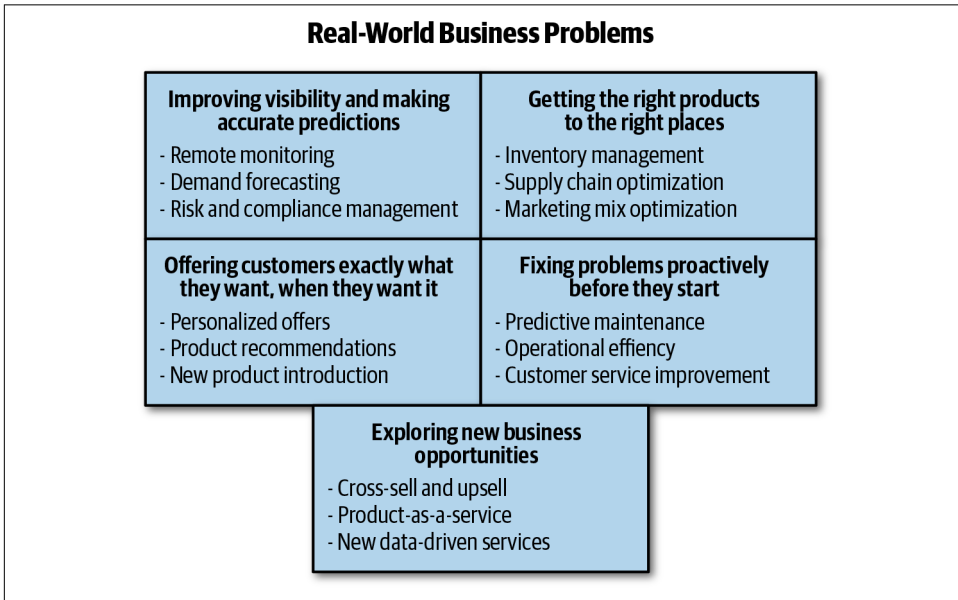 Real-World Business Problems
Improving visibility and making
accurate predictions
- Remote monitoring
- Demand forecasting
- Risk and compliance management
Getting the right products
to the right places
- Inventory management
- Supply chain optimization
- Marketing mix optimization
Offering customers exactly what
they want, when they want it
- Personalized offers
- Product recommendations
- New product introduction
Fixing problems proactively
before they start
- Predictive maintenance
- Operational effiency
- Customer service improvement
Exploring new business
opportunities
- Cross-sell and upsell
- Product-as-a-service
- New data-driven services